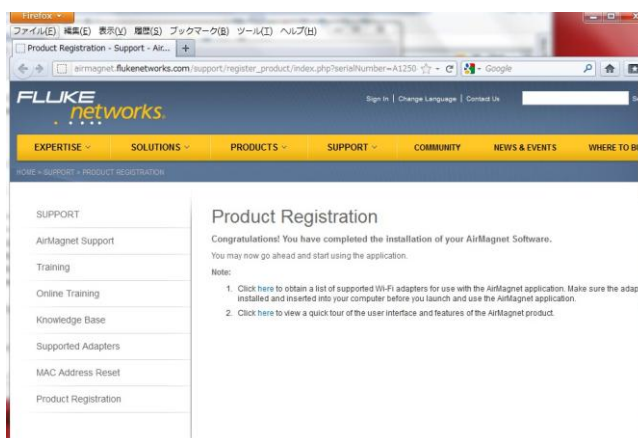 Firefox
ファイル(F) 編集(E) 表示(V) 履歴(S) ブックマーク(B) ツール(T) ヘルプ(H)
Product Registration - Support - Air... +
airmagnet.flukenetworks.com/support/register_product/index.php?serialNumber=A1250
Google
FLUKE
networks.
Sign In | Change Language | Contact Us
EXPERTISE SOLUTIONS PRODUCTS SUPPORT COMMUNITY NEWS & EVENTS WHERE TO B
HOME > SUPPORT > PRODUCT REGISTRATION
SUPPORT
AirMagnet Support
Training
Online Training
Knowledge Base
Supported Adapters
MAC Address Reset
Product Registration
Product Registration
Congratulations! You have completed the installation of your AirMagnet Software.
You may now go ahead and start using the application.
Note:
1. Click here to obtain a list of supported Wi-Fi adapters for use with the AirMagnet application. Make sure the adap
installed and inserted into your computer before you launch and use the AirMagnet application.
2. Click here to view a quick tour of the user interface and features of the AirMagnet product.